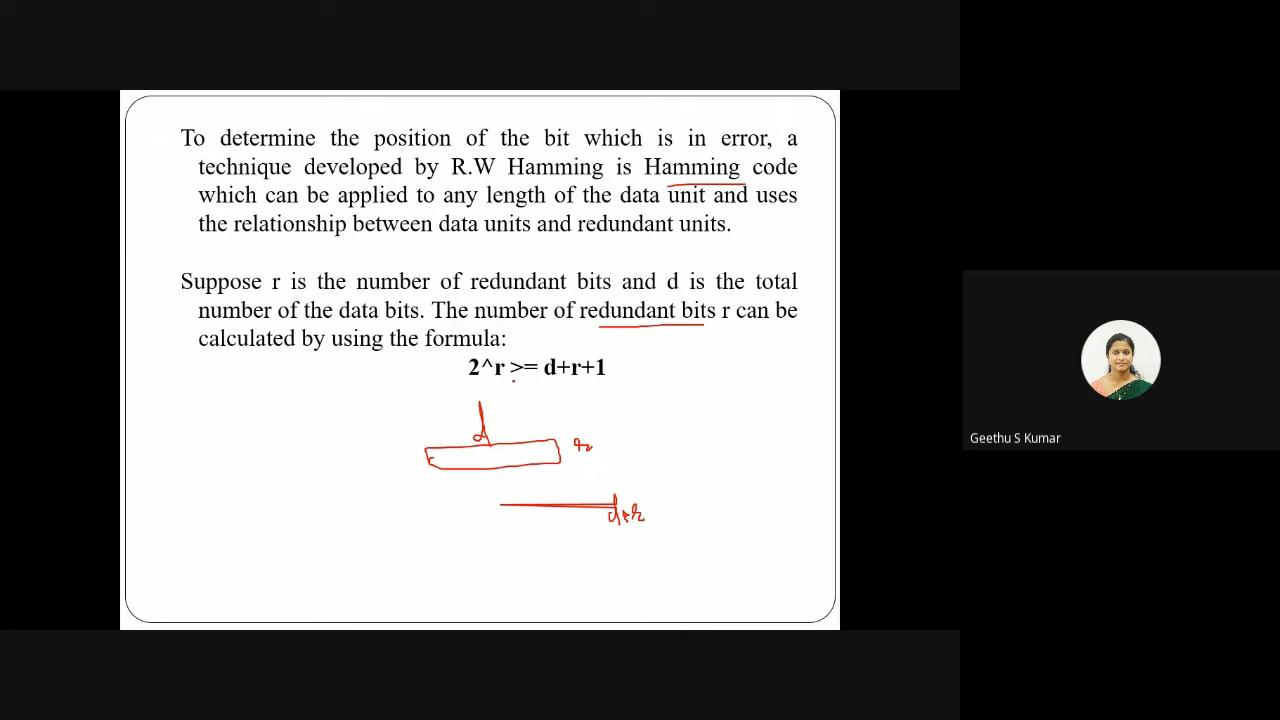 To determine the position of the bit which is in error, a
technique developed by R.W Hamming is Hamming code
which can be applied to any length of the data unit and uses
the relationship between data units and redundant units.
Suppose r is the number of redundant bits and d is the total
number of the data bits. The number of redundant bits r can be
calculated by using the formula:
2^r >= d+r+1
d
r
d+r
Geethu S Kumar